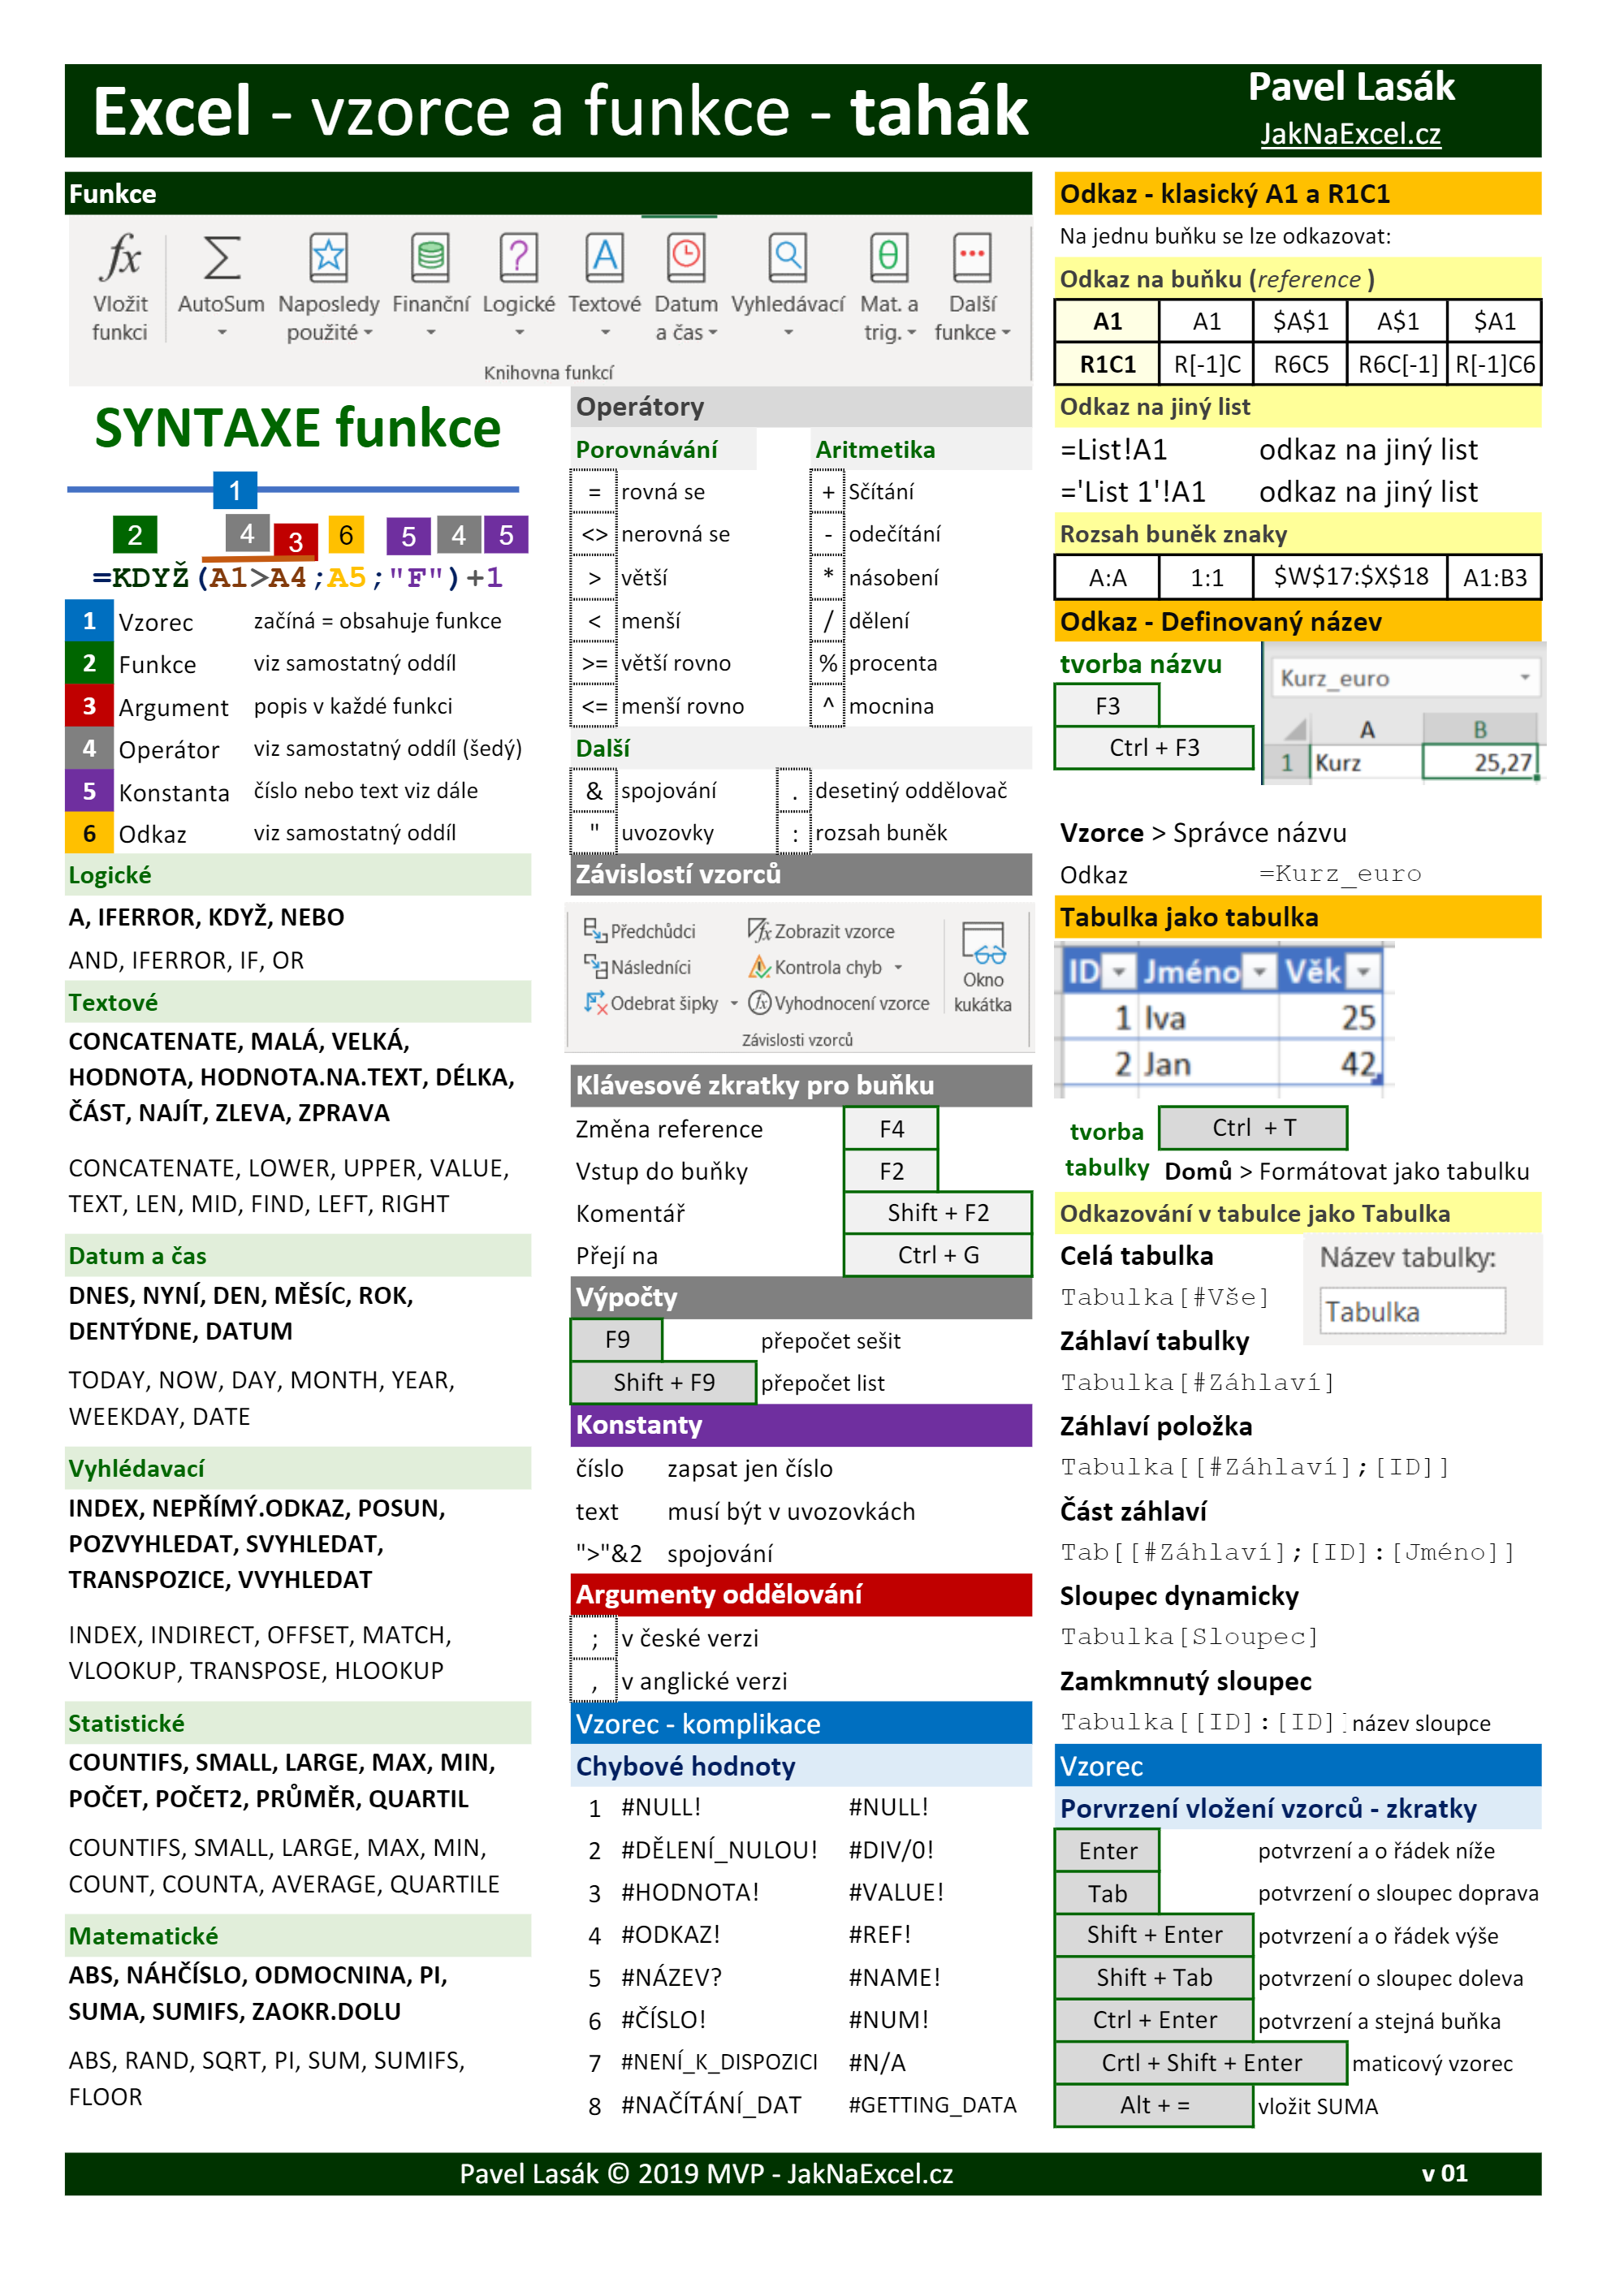 Excel - vzorce a funkce - tahák
Pavel Lasák
JakNaExcel.cz
Funkce
fx
Vložit
funkci
AutoSum
Naposledy
použité
Finanční
Logické
Textové
Datum
a čas
Vyhledávací
Mat. a
trig.
Další
funkce
Knihovna funkcí
SYNTAXE funkce
1
2 4 3 6 5 4 5
=KDYŽ(A1>A4;A5;"F")+1
1 Vzorec začíná = obsahuje funkce
2 Funkce viz samostatný oddíl
3 Argument popis v každé funkci
4 Operátor viz samostatný oddíl (šedý)
5 Konstanta číslo nebo text viz dále
6 Odkaz viz samostatný oddíl
Logické
A, IFERROR, KDYŽ, NEBO
AND, IFERROR, IF, OR
Textové
CONCATENATE, MALÁ, VELKÁ,
HODNOTA, HODNOTA.NA.TEXT, DÉLKA,
ČÁST, NAJÍT, ZLEVA, ZPRAVA
CONCATENATE, LOWER, UPPER, VALUE,
TEXT, LEN, MID, FIND, LEFT, RIGHT
Datum a čas
DNES, NYNÍ, DEN, MĚSÍC, ROK,
DENTÝDNE, DATUM
TODAY, NOW, DAY, MONTH, YEAR,
WEEKDAY, DATE
Vyhlédavací
INDEX, NEPŘÍMÝ.ODKAZ, POSUN,
POZVYHLEDAT, SVYHLEDAT,
TRANSPOZICE, VVYHLEDAT
INDEX, INDIRECT, OFFSET, MATCH,
VLOOKUP, TRANSPOSE, HLOOKUP
Statistické
COUNTIFS, SMALL, LARGE, MAX, MIN,
POČET, POČET2, PRŮMĚR, QUARTIL
COUNTIFS, SMALL, LARGE, MAX, MIN,
COUNT, COUNTA, AVERAGE, QUARTILE
Matematické
ABS, NÁHČÍSLO, ODMOCNINA, PI,
SUMA, SUMIFS, ZAOKR.DOLU
ABS, RAND, SQRT, PI, SUM, SUMIFS,
FLOOR
Operátory
Porovnávání Aritmetika
= rovná se + Sčítání
<> nerovná se - odečítání
> větší * násobení
< menší / dělení
>= větší rovno % procenta
<= menší rovno ^ mocnina
Další
& spojování . desetiný oddělovač
" uvozovky : rozsah buněk
Závislostí vzorců
Předchůdci Zobrazit vzorce
Následníci Kontrola chyb
Odebrat šipky Vyhodnocení vzorce
Okno
kukátka
Závislosti vzorců
Klávesové zkratky pro buňku
Změna reference F4
Vstup do buňky F2
Komentář Shift + F2
Přejí na Ctrl + G
Výpočty
F9 přepočet sešit
Shift + F9 přepočet list
Konstanty
číslo zapsat jen číslo
text musí být v uvozovkách
">"&2 spojování
Argumenty oddělování
; v české verzi
, v anglické verzi
Vzorec - komplikace
Chybové hodnoty
1 #NULL! #NULL!
2 #DĚLENÍ_NULOU! #DIV/0!
3 #HODNOTA! #VALUE!
4 #ODKAZ! #REF!
5 #NÁZEV? #NAME!
6 #ČÍSLO! #NUM!
7 #NENÍ_K_DISPOZICI #N/A
8 #NAČÍTÁNÍ_DAT #GETTING_DATA
Odkaz - klasický A1 a R1C1
Na jednu buňku se lze odkazovat:
Odkaz na buňku (reference )
A1 A1 $A$1 A$1 $A1
R1C1 R[-1]C R6C5 R6C[-1] R[-1]C6
Odkaz na jiný list
=List!A1 odkaz na jiný list
='List 1'!A1 odkaz na jiný list
Rozsah buněk znaky
A:A 1:1 $W$17:$X$18 A1:B3
Odkaz - Definovaný název
tvorba názvu
F3
Ctrl + F3
Kurz_euro
A B
1 Kurz 25,27
Vzorce > Správce názvu
Odkaz =Kurz_euro
Tabulka jako tabulka
ID Jméno Věk
1 Iva 25
2 Jan 42
tvorba
tabulky
Ctrl + T
Domů > Formátovat jako tabulku
Odkazování v tabulce jako Tabulka
Celá tabulka
Tabulka[#Vše]
Název tabulky:
Tabulka
Záhlaví tabulky
Tabulka[#Záhlaví]
Záhlaví položka
Tabulka[[#Záhlaví];[ID]]
Část záhlaví
Tab[[#Záhlaví];[ID]:[Jméno]]
Sloupec dynamicky
Tabulka[Sloupec]
Zamkmnutý sloupec
Tabulka[[ID]:[ID]] název sloupce
Vzorec
Porvrzení vložení vzorců - zkratky
Enter potvrzení a o řádek níže
Tab potvrzení o sloupec doprava
Shift + Enter potvrzení a o řádek výše
Shift + Tab potvrzení o sloupec doleva
Ctrl + Enter potvrzení a stejná buňka
Crtl + Shift + Enter maticový vzorec
Alt + = vložit SUMA
Pavel Lasák © 2019 MVP - JakNaExcel.cz
v 01